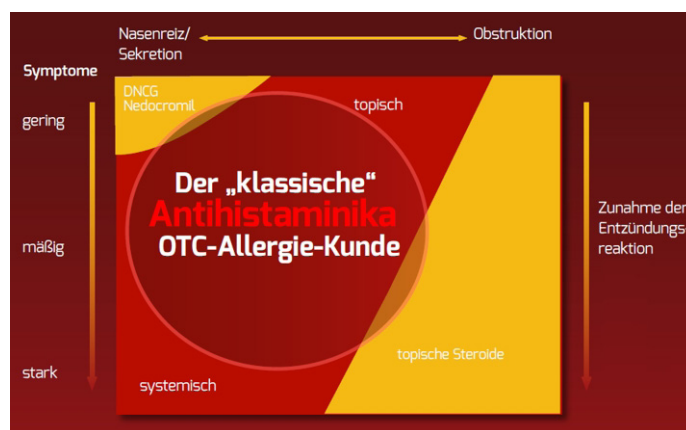 Nasenreiz/
Sekretion
Obstruktion
Symptome
gering
mäßig
stark
DNCG
Nedocromil
topisch
Der „klassische“
Antihistaminika
OTC-Allergie-Kunde
topische Steroide
systemisch
Zunahme der
Entzündungs-
reaktion